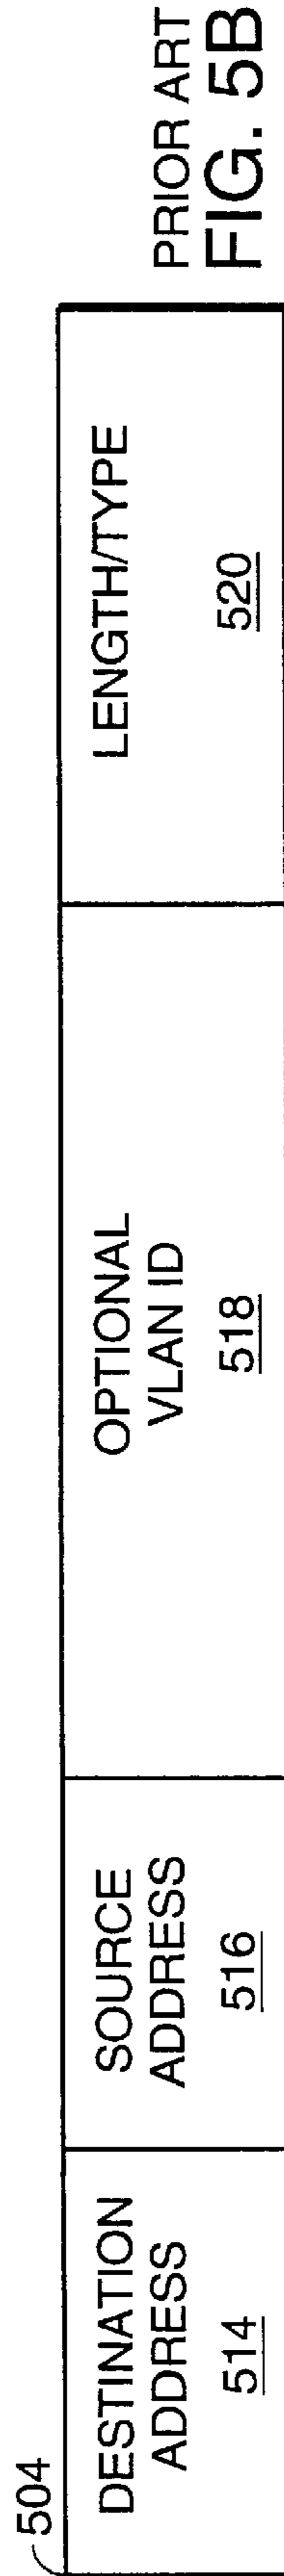 504
DESTINATION
ADDRESS
514
SOURCE
ADDRESS
516
OPTIONAL
VLAN ID
518
LENGTH/TYPE
520
PRIOR ART
FIG. 5B